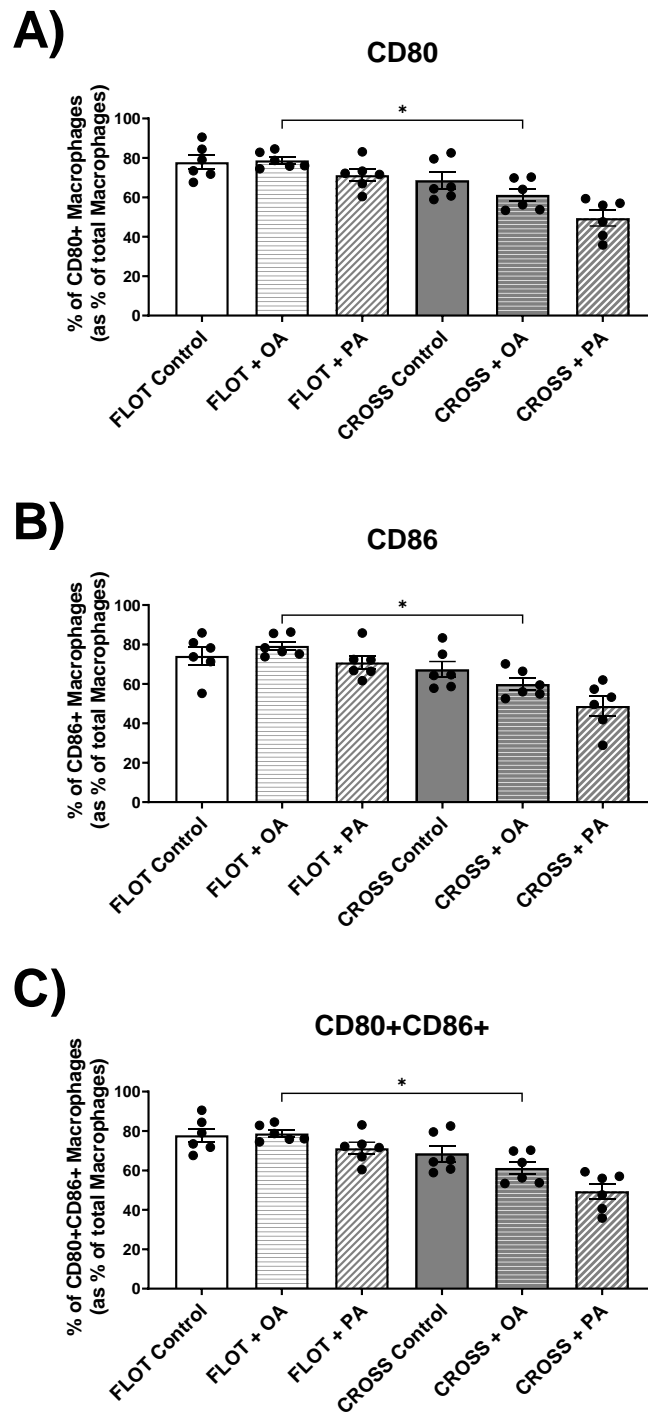 A)
CD80
% of CD80+ Macrophages
(as % of total Macrophages)
100
80
60
40
20
0
*
FLOT Control
FLOT + OA
FLOT + PA
CROSS Control
CROSS + OA
CROSS + PA
B)
CD86
% of CD86+ Macrophages
(as % of total Macrophages)
100
80
60
40
20
0
*
FLOT Control
FLOT + OA
FLOT + PA
CROSS Control
CROSS + OA
CROSS + PA
C)
CD80+CD86+
% of CD80+CD86+ Macrophages
(as % of total Macrophages)
100
80
60
40
20
0
*
FLOT Control
FLOT + OA
FLOT + PA
CROSS Control
CROSS + OA
CROSS + PA